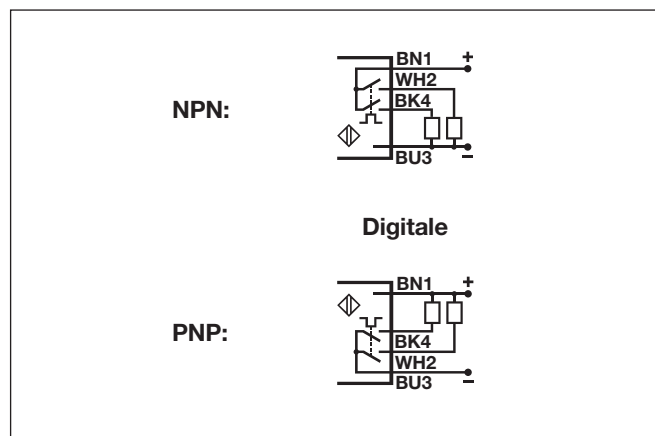 NPN:
BN1 +
WH2
BK4
BU3 −
Digitale
PNP:
BN1 +
BK4
WH2
BU3 −